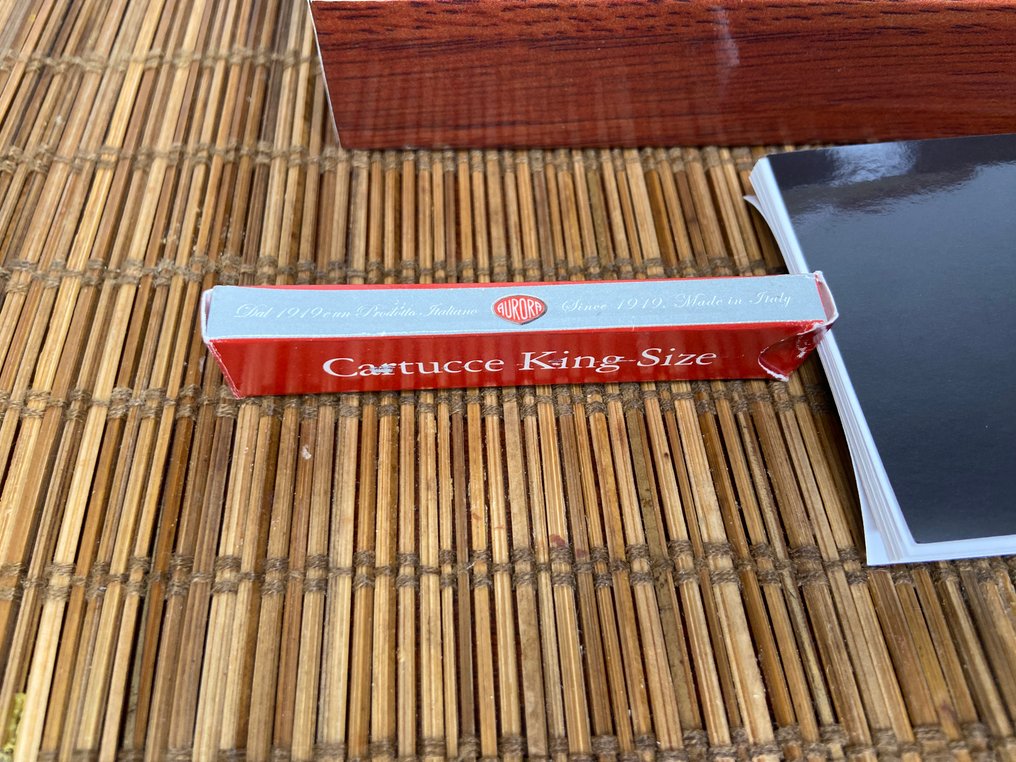 Dal 1919 è un Prodotto Italiano AURORA Since 1919. Made in Italy
Cartucce King-Size